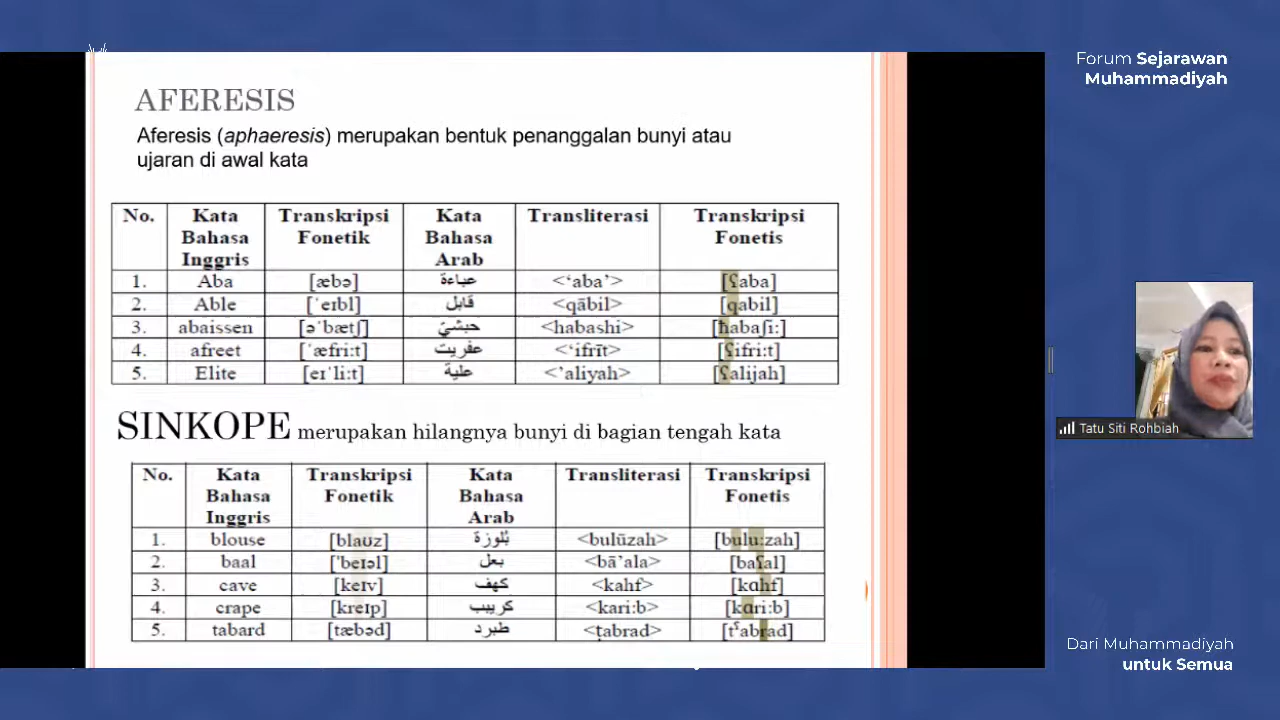 Forum Sejarawan
Muhammadiyah
AFERESIS
Aferesis (aphaeresis) merupakan bentuk penanggalan bunyi atau
ujaran di awal kata
No. Kata Bahasa Inggris Transkripsi Fonetik Kata Bahasa Arab Transliterasi Transkripsi Fonetis
1. Aba [æbə] عباءة <‘aba’> [ʕaba]
2. Able [ˈeɪbl] قابل <qābil> [qabil]
3. abaissen [əˈbætʃ] حبشيّ <habashi> [ħabaʃi:]
4. afreet [ˈæfri:t] عفريت <‘ifrīt> [ʕifri:t]
5. Elite [eɪˈli:t] علية <’aliyah> [ʕalijah]
SINKOPE merupakan hilangnya bunyi di bagian tengah kata
No. Kata Bahasa Inggris Transkripsi Fonetik Kata Bahasa Arab Transliterasi Transkripsi Fonetis
1. blouse [blaʊz] بُلوزة <bulūzah> [bulu:zah]
2. baal ['beɪəl] بعل <bā’ala> [baʕal]
3. cave [keɪv] كهف <kahf> [kɑhf]
4. crape [kreɪp] كريب <kari:b> [kɑri:b]
5. tabard [tæbəd] طبرد <ṭabrad> [tˤabrad]
Tatu Siti Rohbiah
Dari Muhammadiyah
untuk Semua